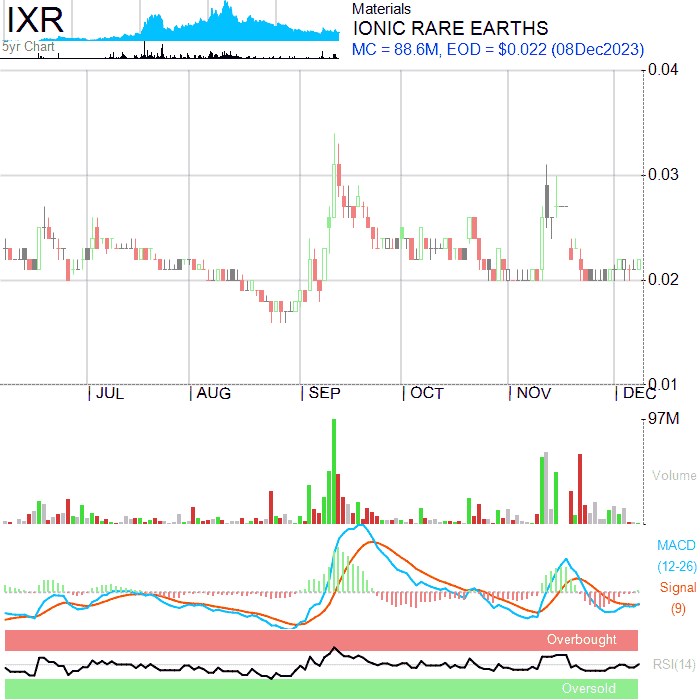 IXR
5yr Chart
Materials
IONIC RARE EARTHS
MC = 88.6M, EOD = $0.022 (08Dec2023)
0.04
0.03
0.02
0.01
JUL AUG SEP OCT NOV DEC
97M
Volume
MACD
(12-26)
Signal
(9)
Overbought
RSI(14)
Oversold